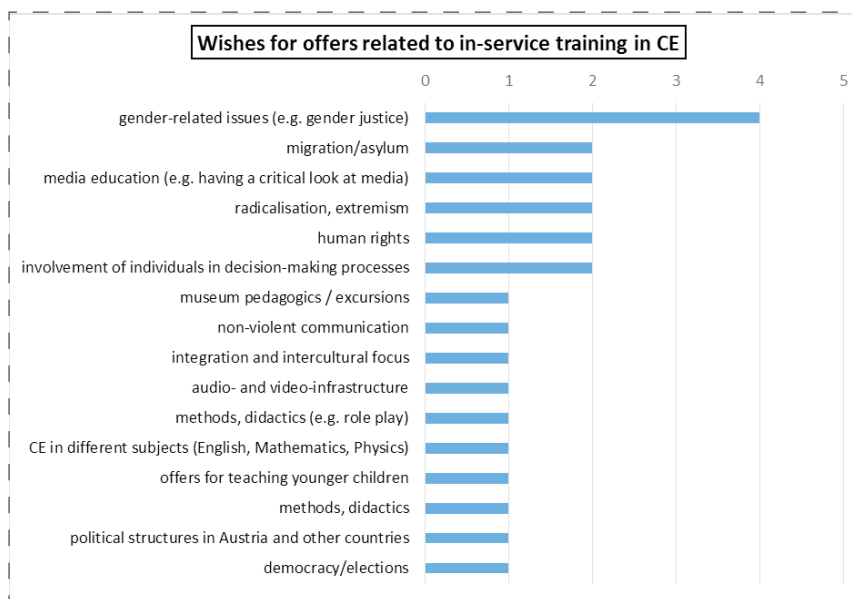 Wishes for offers related to in-service training in CE
0 1 2 3 4 5
gender-related issues (e.g. gender justice)
migration/asylum
media education (e.g. having a critical look at media)
radicalisation, extremism
human rights
involvement of individuals in decision-making processes
museum pedagogics / excursions
non-violent communication
integration and intercultural focus
audio- and video-infrastructure
methods, didactics (e.g. role play)
CE in different subjects (English, Mathematics, Physics)
offers for teaching younger children
methods, didactics
political structures in Austria and other countries
democracy/elections